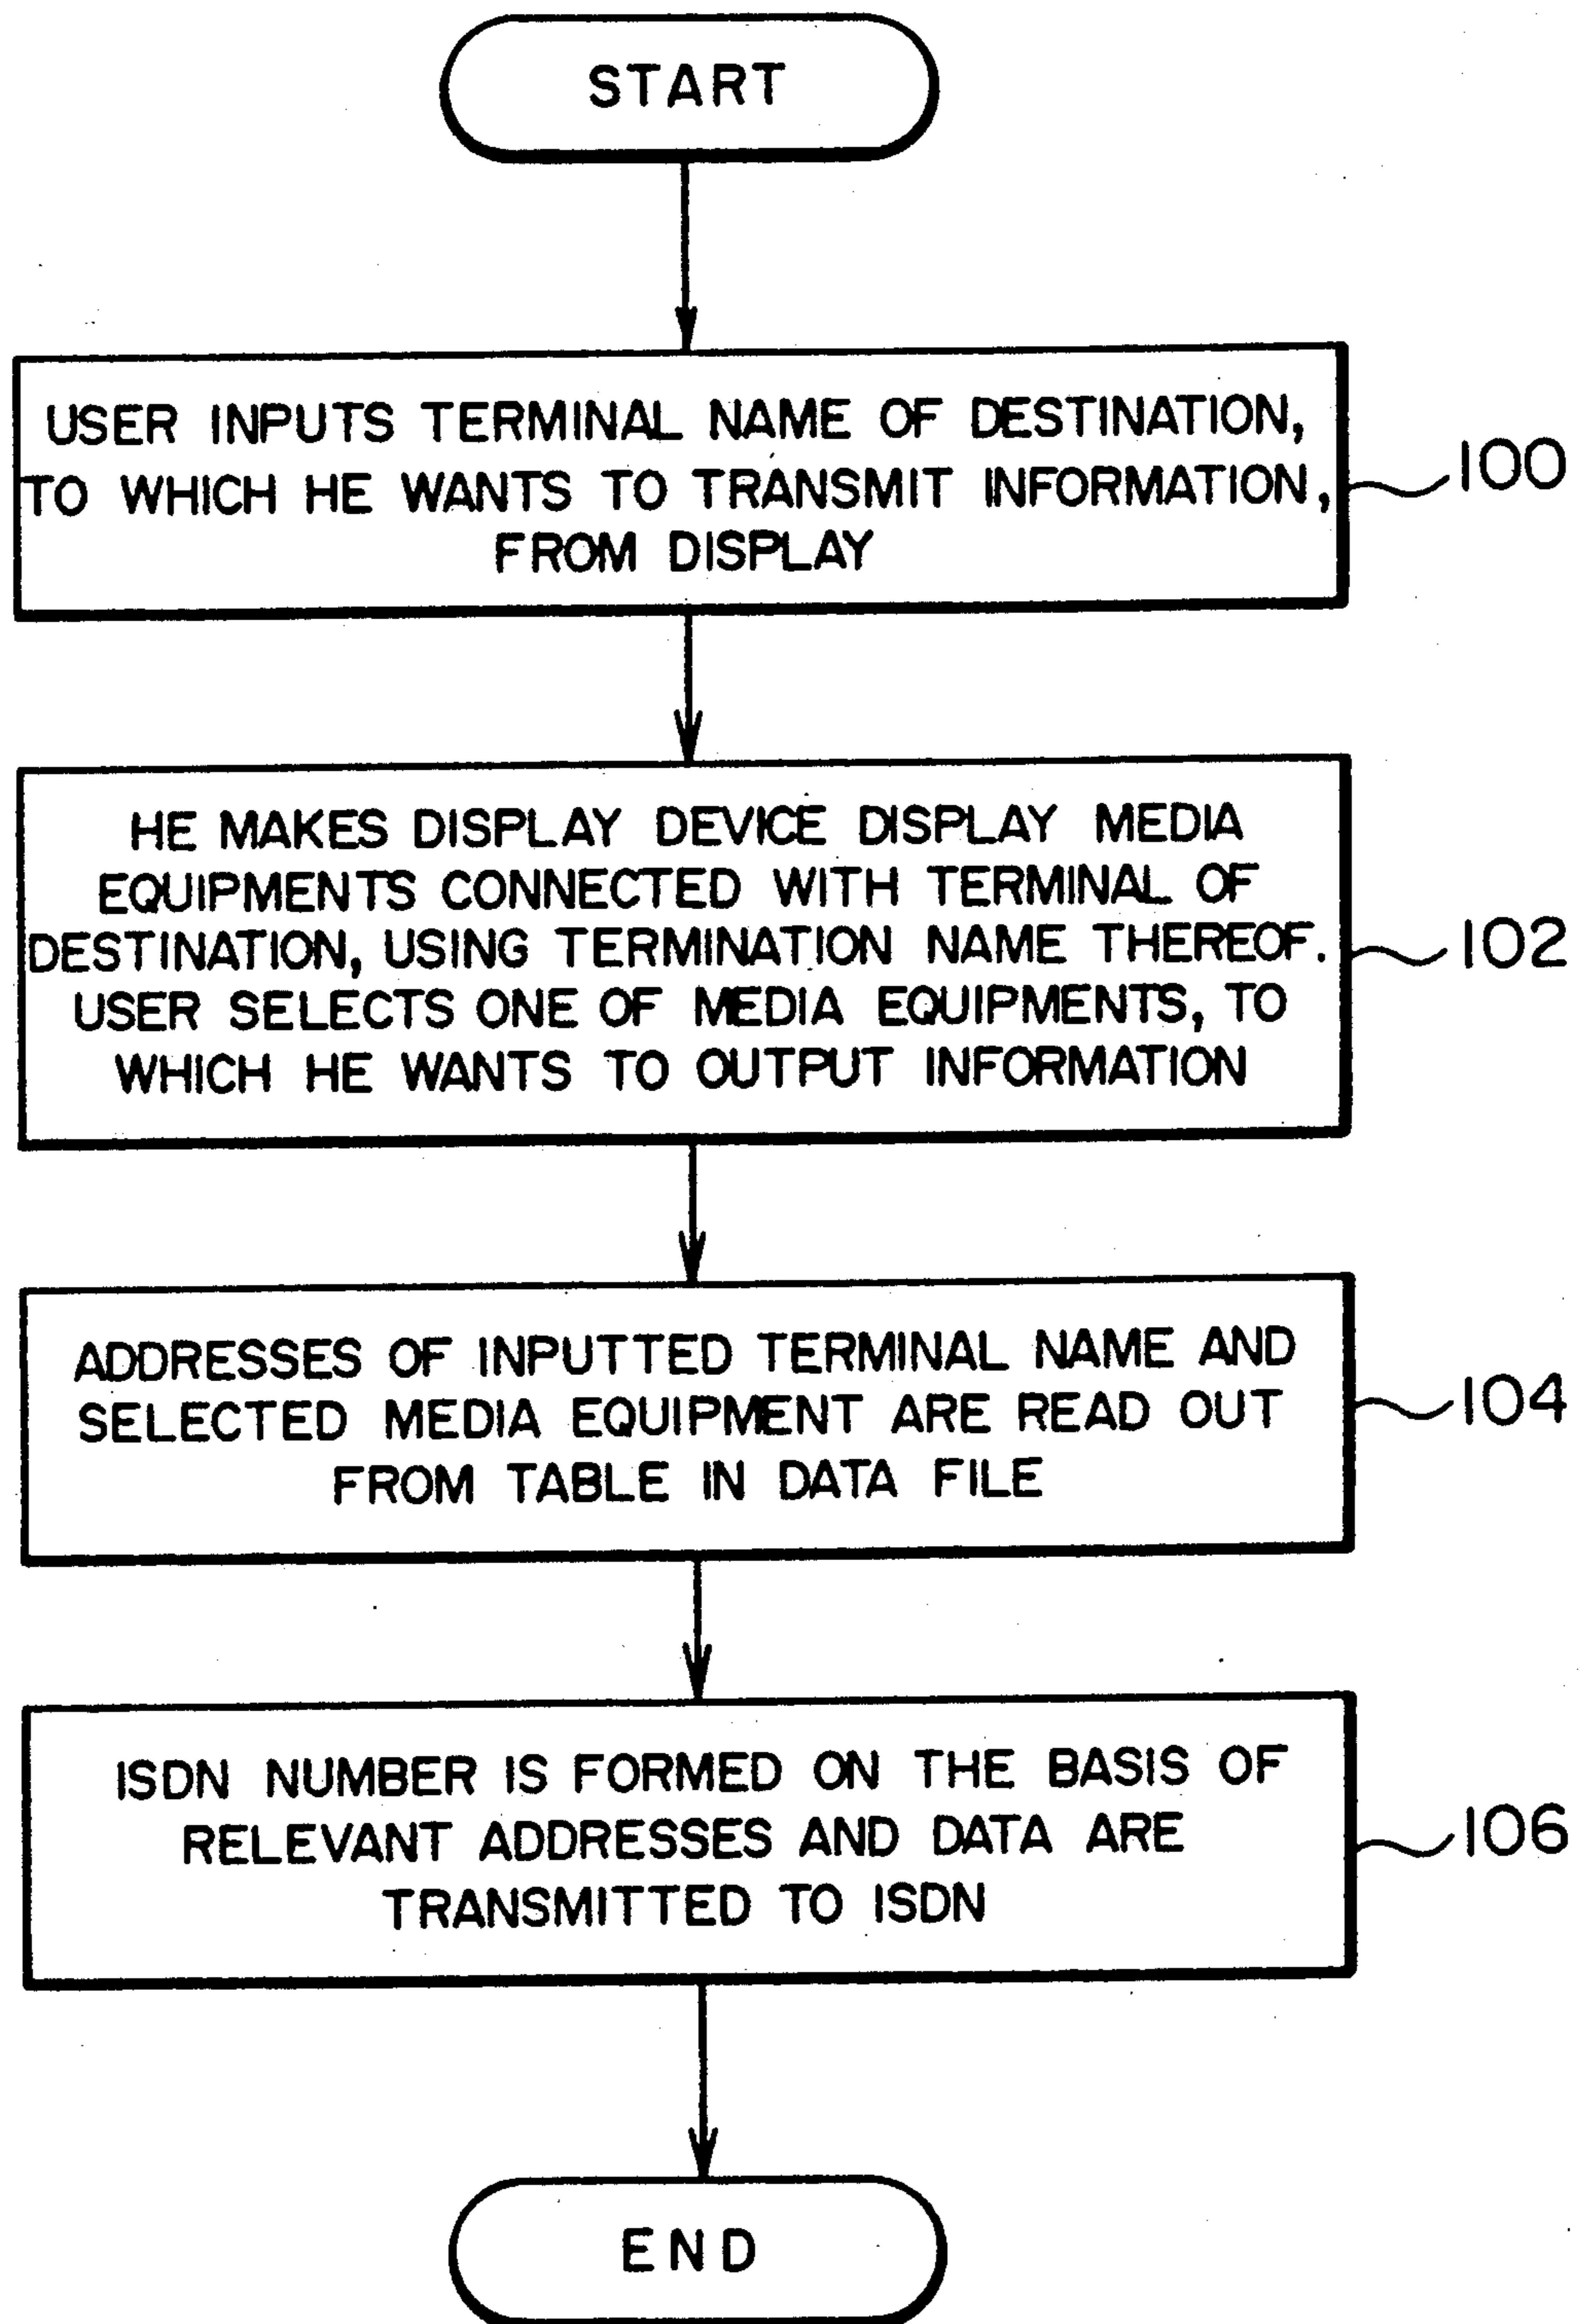 START
USER INPUTS TERMINAL NAME OF DESTINATION,
TO WHICH HE WANTS TO TRANSMIT INFORMATION,
FROM DISPLAY
100
HE MAKES DISPLAY DEVICE DISPLAY MEDIA
EQUIPMENTS CONNECTED WITH TERMINAL OF
DESTINATION, USING TERMINATION NAME THEREOF.
USER SELECTS ONE OF MEDIA EQUIPMENTS, TO
WHICH HE WANTS TO OUTPUT INFORMATION
102
ADDRESSES OF INPUTTED TERMINAL NAME AND
SELECTED MEDIA EQUIPMENT ARE READ OUT
FROM TABLE IN DATA FILE
104
ISDN NUMBER IS FORMED ON THE BASIS OF
RELEVANT ADDRESSES AND DATA ARE
TRANSMITTED TO ISDN
106
END